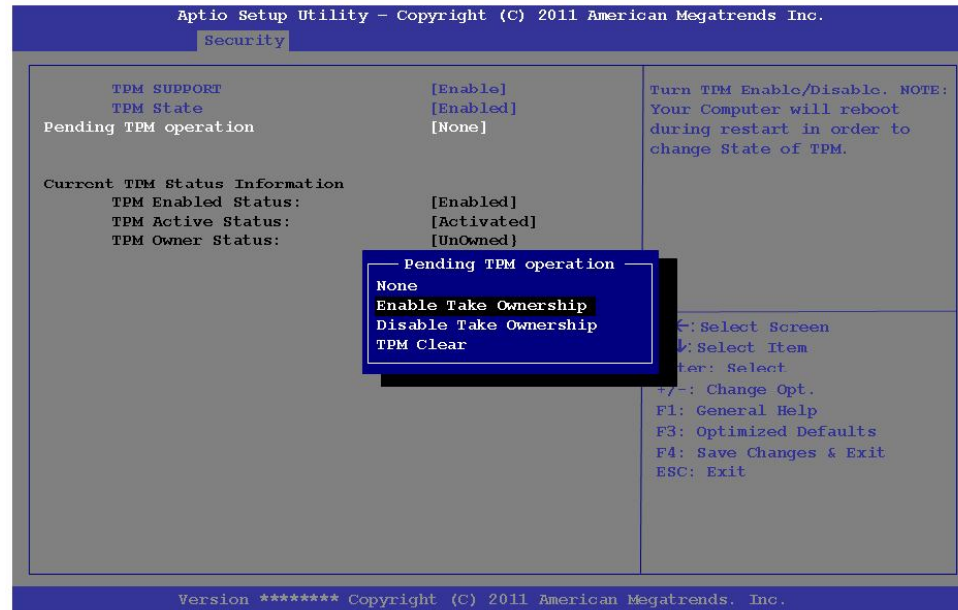 Aptio Setup Utility – Copyright (C) 2011 American Megatrends Inc.
Security
TPM SUPPORT [Enable]
TPM State [Enabled]
Pending TPM operation [None]
Current TPM Status Information
TPM Enabled Status: [Enabled]
TPM Active Status: [Activated]
TPM Owner Status: [UnOwned}
Pending TPM operation
None
Enable Take Ownership
Disable Take Ownership
TPM Clear
Turn TPM Enable/Disable. NOTE:
Your Computer will reboot
during restart in order to
change State of TPM.
←:Select Screen
↓:Select Item
ter: Select
+/-: Change Opt.
F1: General Help
F3: Optimized Defaults
F4: Save Changes & Exit
ESC: Exit
Version ******** Copyright (C) 2011 American Megatrends. Inc.